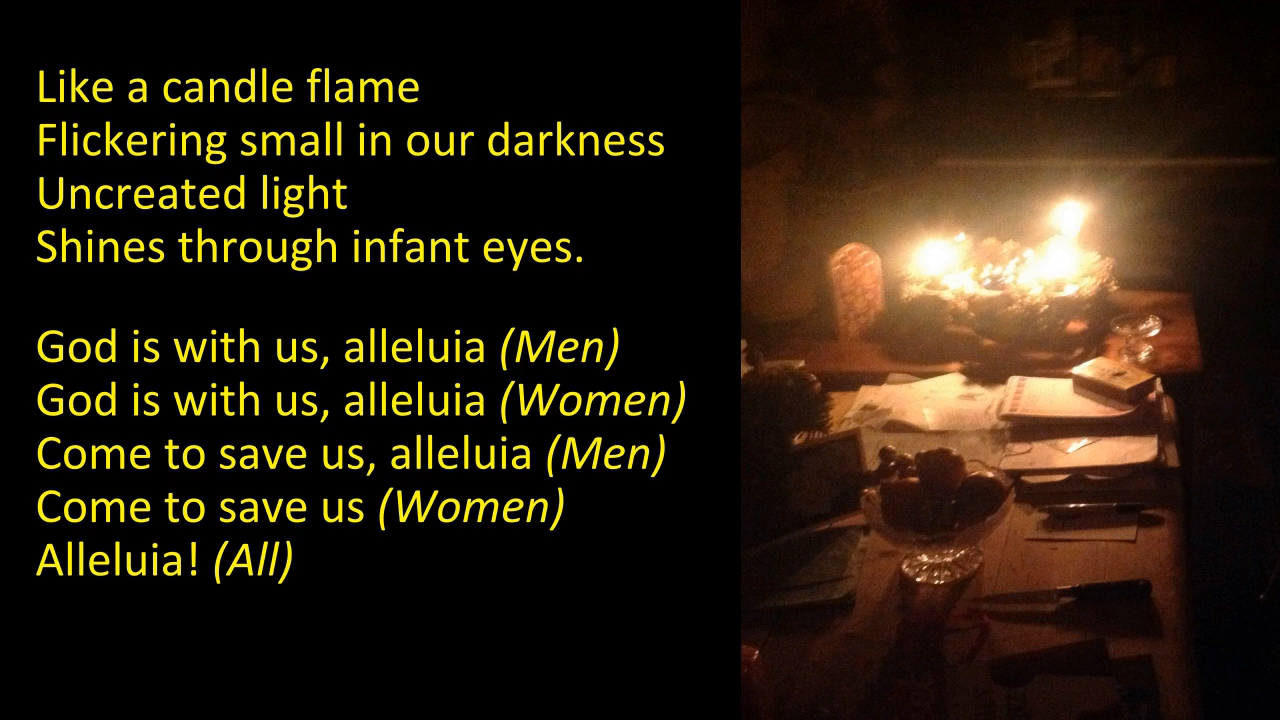 Like a candle flame
Flickering small in our darkness
Uncreated light
Shines through infant eyes.
God is with us, alleluia (Men)
God is with us, alleluia (Women)
Come to save us, alleluia (Men)
Come to save us (Women)
Alleluia! (All)